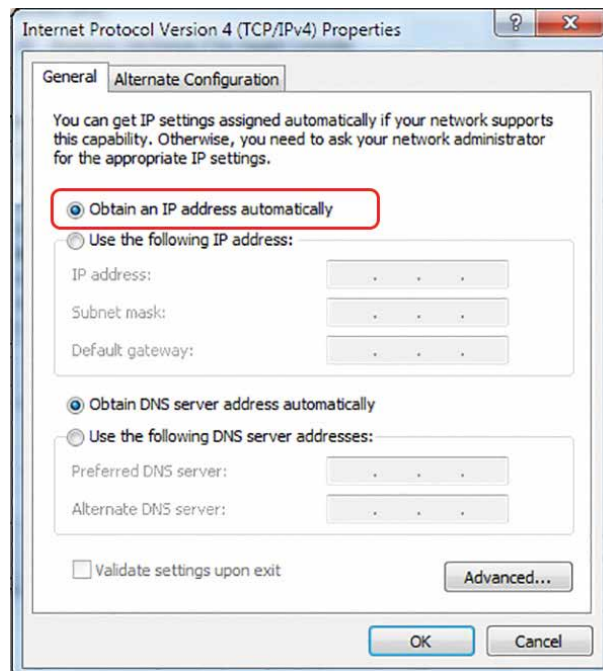 Internet Protocol Version 4 (TCP/IPv4) Properties
?
General
Alternate Configuration
You can get IP settings assigned automatically if your network supports
this capability. Otherwise, you need to ask your network administrator
for the appropriate IP settings.
Obtain an IP address automatically
Use the following IP address:
IP address:
Subnet mask:
Default gateway:
Obtain DNS server address automatically
Use the following DNS server addresses:
Preferred DNS server:
Alternate DNS server:
Validate settings upon exit
Advanced...
OK
Cancel